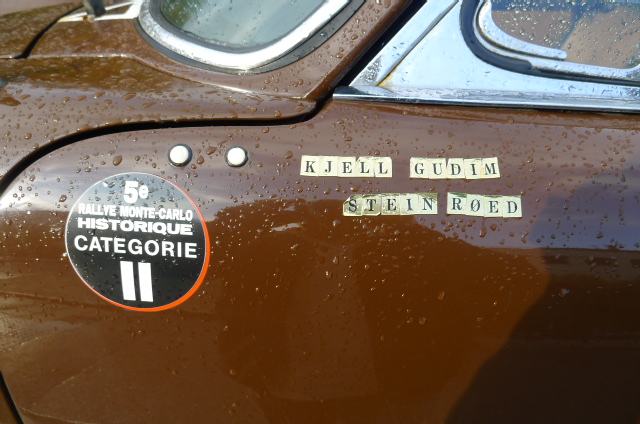 5e
RALLYE MONTE-CARLO
HISTORIQUE
CATEGORIE
II
KJELL GUDIM
STEIN RØED